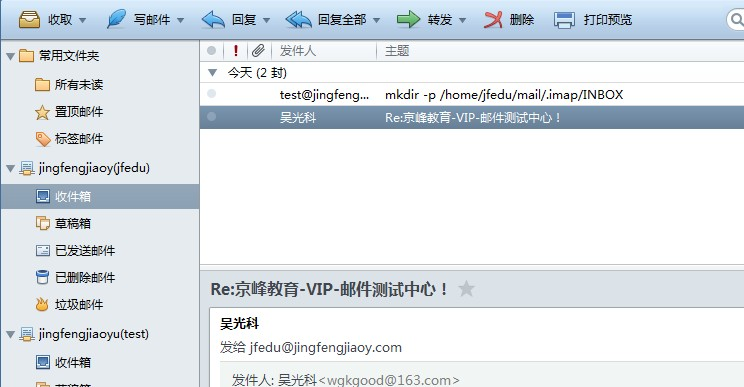 收取 写邮件 回复 回复全部 转发 删除 打印预览
常用文件夹
所有未读
置顶邮件
标签邮件
jingfengjiaoy(jfedu)
收件箱
草稿箱
已发送邮件
已删除邮件
垃圾邮件
jingfengjiaoyu(test)
收件箱
! 发件人 主题
今天 (2 封)
test@jingfeng... mkdir -p /home/jfedu/mail/.imap/INBOX
吴光科 Re:京峰教育-VIP-邮件测试中心！
Re:京峰教育-VIP-邮件测试中心！
吴光科
发给 jfedu@jingfengjiaoy.com
发件人: 吴光科<wgkgood@163.com>